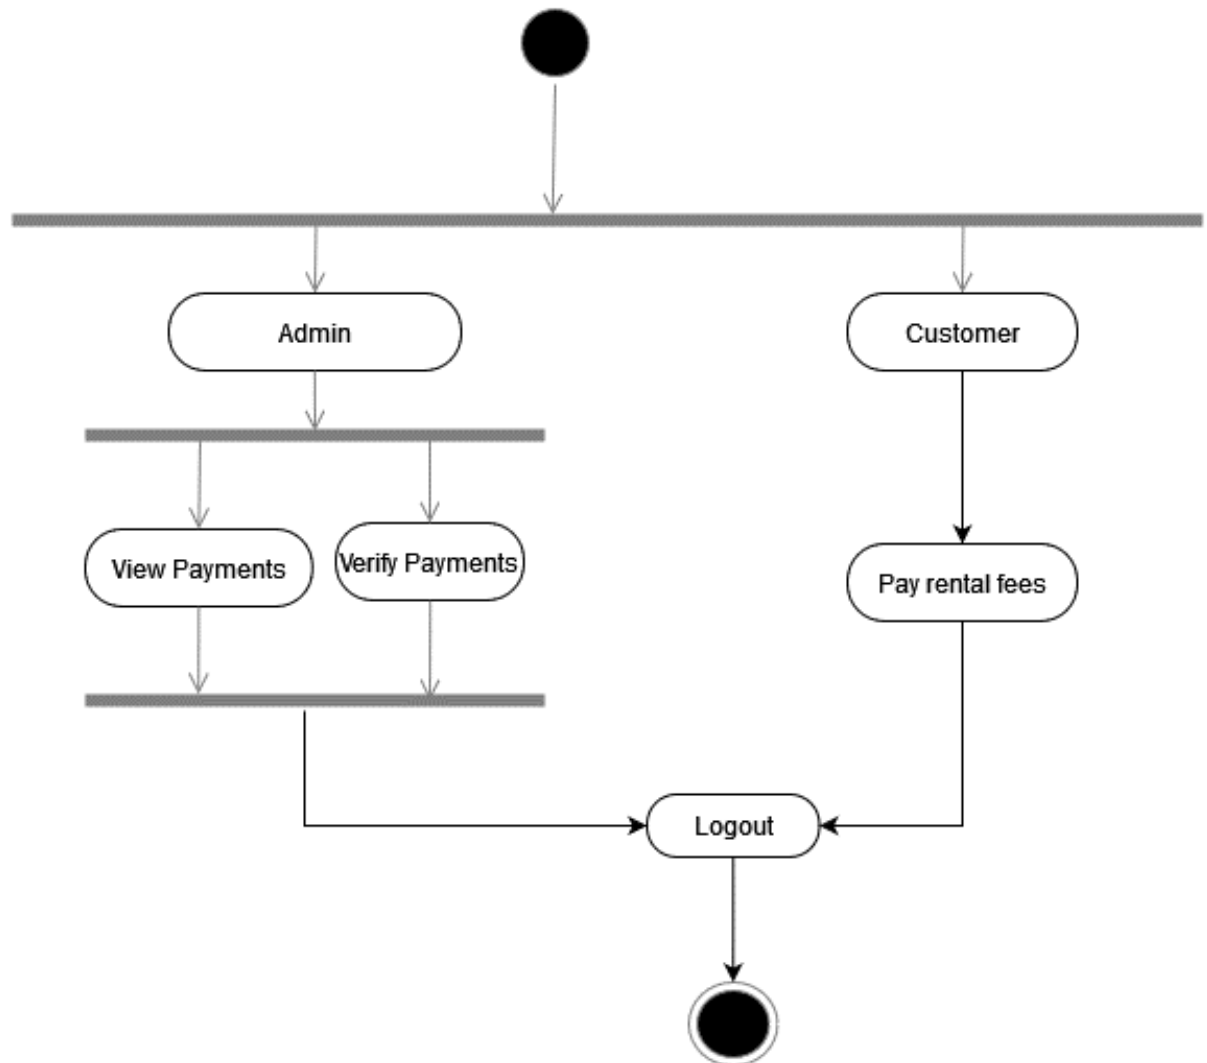 Admin
Customer
View Payments
Verify Payments
Pay rental fees
Logout